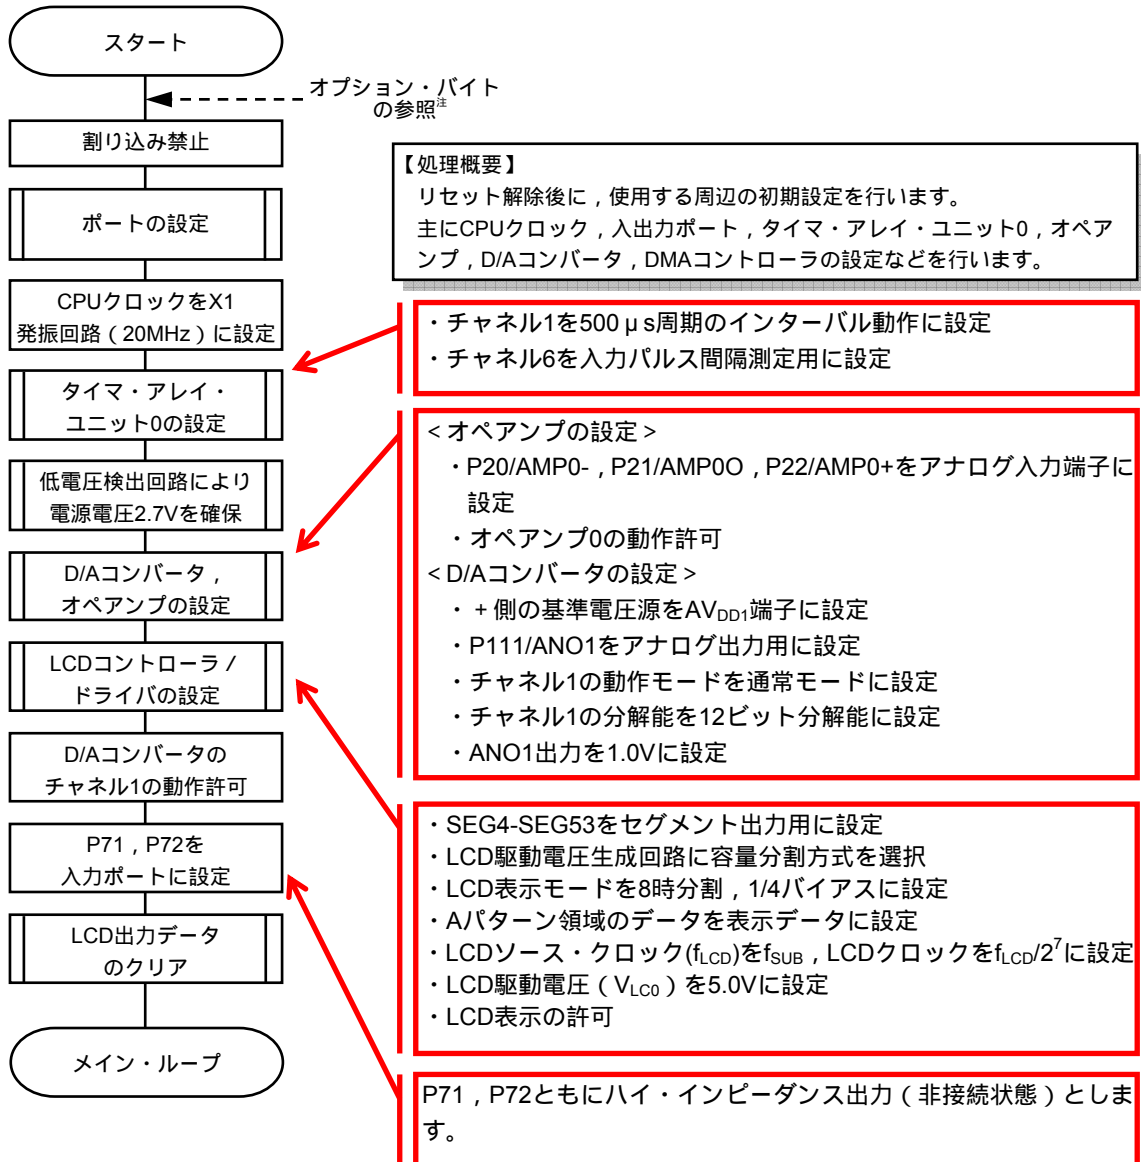 スタート
オプション・バイト
の参照注
割り込み禁止
ポートの設定
CPUクロックをX1
発振回路（20MHz）に設定
タイマ・アレイ・
ユニット0の設定
低電圧検出回路により
電源電圧2.7Vを確保
D/Aコンバータ，
オペアンプの設定
LCDコントローラ／
ドライバの設定
D/Aコンバータの
チャネル1の動作許可
P71，P72を
入力ポートに設定
LCD出力データ
のクリア
メイン・ループ
【処理概要】
リセット解除後に，使用する周辺の初期設定を行います。
主にCPUクロック，入出力ポート，タイマ・アレイ・ユニット0，オペア
ンプ，D/Aコンバータ，DMAコントローラの設定などを行います。
・チャネル1を500μs周期のインターバル動作に設定
・チャネル6を入力パルス間隔測定用に設定
＜オペアンプの設定＞
・P20/AMP0-，P21/AMP0O，P22/AMP0+をアナログ入力端子に
設定
・オペアンプ0の動作許可
＜D/Aコンバータの設定＞
・＋側の基準電圧源をAVDD1端子に設定
・P111/ANO1をアナログ出力用に設定
・チャネル1の動作モードを通常モードに設定
・チャネル1の分解能を12ビット分解能に設定
・ANO1出力を1.0Vに設定
・SEG4-SEG53をセグメント出力用に設定
・LCD駆動電圧生成回路に容量分割方式を選択
・LCD表示モードを8時分割，1/4バイアスに設定
・Aパターン領域のデータを表示データに設定
・LCDソース・クロック(fLCD)をfSUB，LCDクロックをfLCD/2⁷に設定
・LCD駆動電圧（VLC0）を5.0Vに設定
・LCD表示の許可
P71，P72ともにハイ・インピーダンス出力（非接続状態）としま
す。